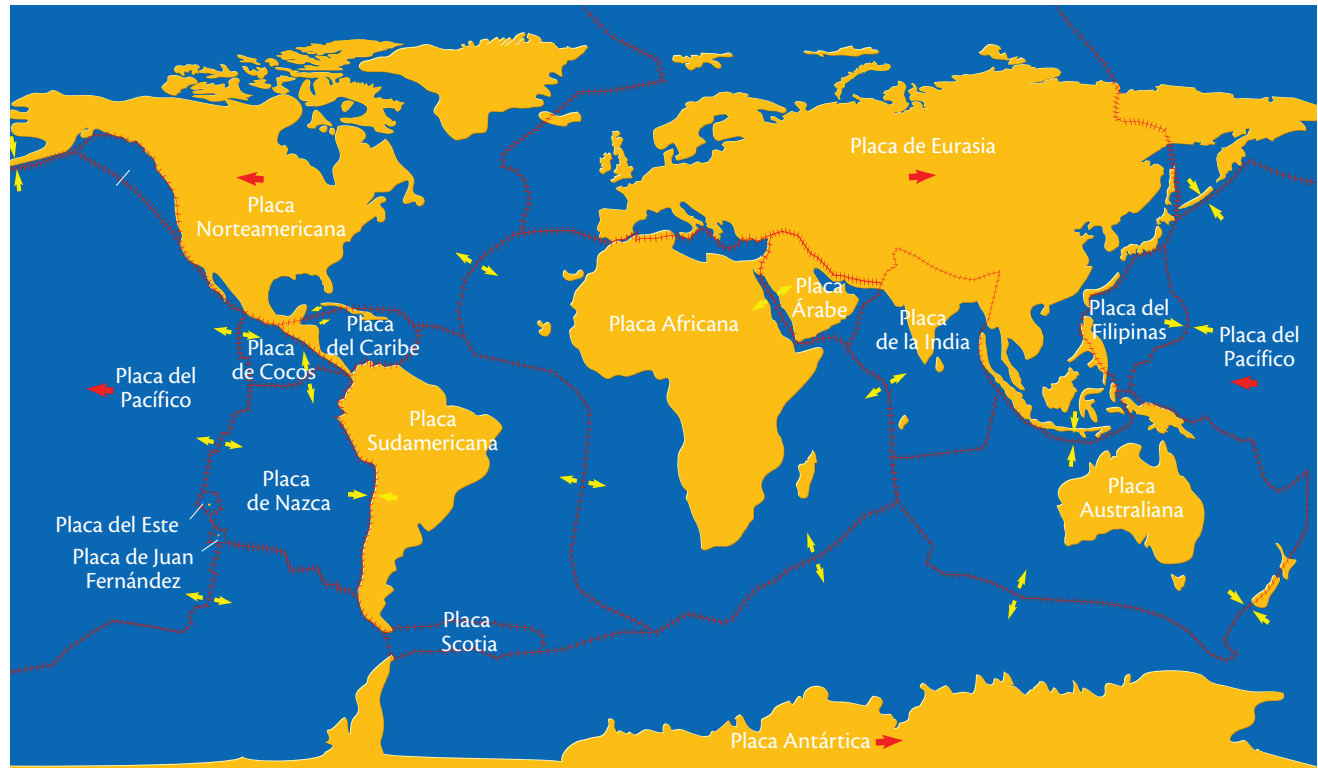 Placa de Eurasia
Placa
Norteamericana
Placa
Árabe
Placa
del Caribe
Placa Africana
Placa
de la India
Placa del
Filipinas
Placa del
Pacífico
Placa
de Cocos
Placa del
Pacífico
Placa
Sudamericana
Placa
de Nazca
Placa
Australiana
Placa del Este
Placa de Juan
Fernández
Placa
Scotia
Placa Antártica